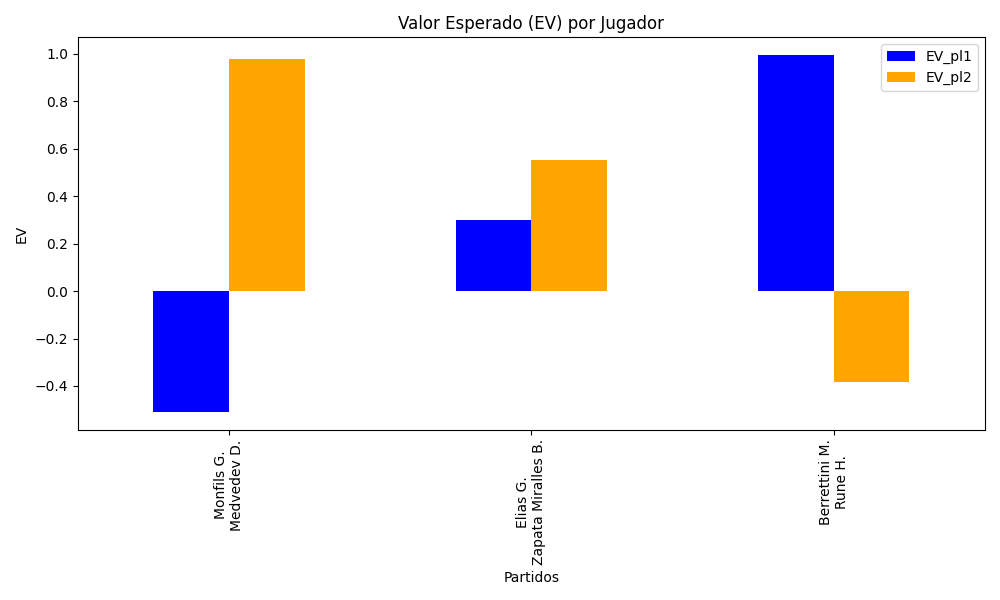 Valor Esperado (EV) por Jugador
EV_pl1
EV_pl2
EV
1.0
0.8
0.6
0.4
0.2
0.0
−0.2
−0.4
Monfils G.
Medvedev D.
Elias G.
Zapata Miralles B.
Berrettini M.
Rune H.
Partidos